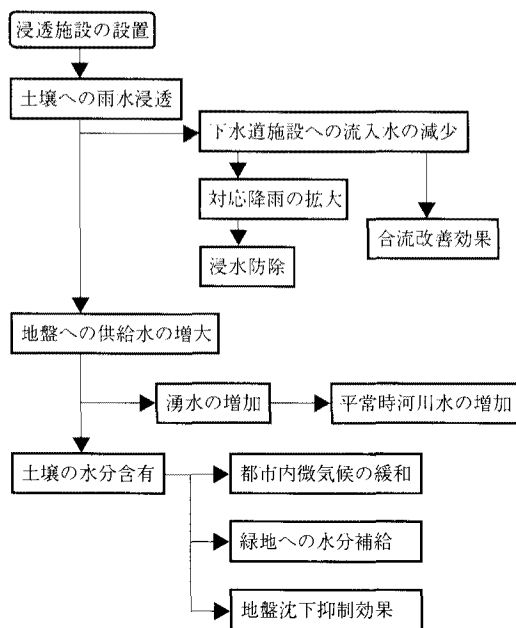 浸透施設の設置
土壌への雨水浸透
下水道施設への流入水の減少
対応降雨の拡大
合流改善効果
浸水防除
地盤への供給水の増大
湧水の増加
平常時河川水の増加
土壌の水分含有
都市内微気候の緩和
緑地への水分補給
地盤沈下抑制効果